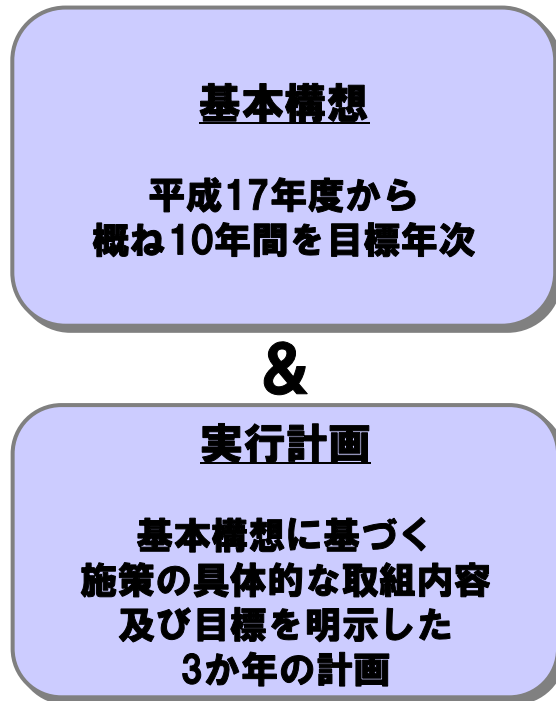 基本構想
平成17年度から
概ね10年間を目標年次
&
実行計画
基本構想に基づく
施策の具体的な取組内容
及び目標を明示した
3か年の計画